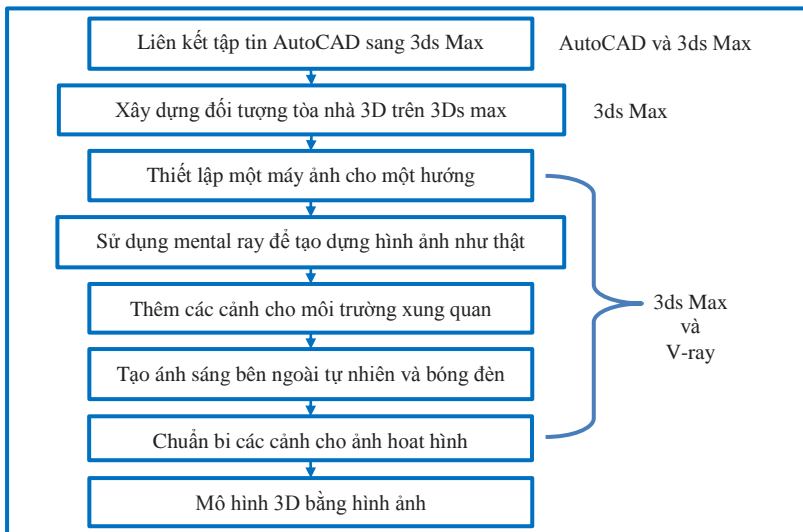 Liên kết tập tin AutoCAD sang 3ds Max
AutoCAD và 3ds Max
Xây dựng đối tượng tòa nhà 3D trên 3Ds max
3ds Max
Thiết lập một máy ảnh cho một hướng
Sử dụng mental ray để tạo dựng hình ảnh như thật
Thêm các cảnh cho môi trường xung quan
3ds Max
và
V-ray
Tạo ánh sáng bên ngoài tự nhiên và bóng đèn
Chuẩn bi các cảnh cho ảnh hoat hình
Mô hình 3D bằng hình ảnh